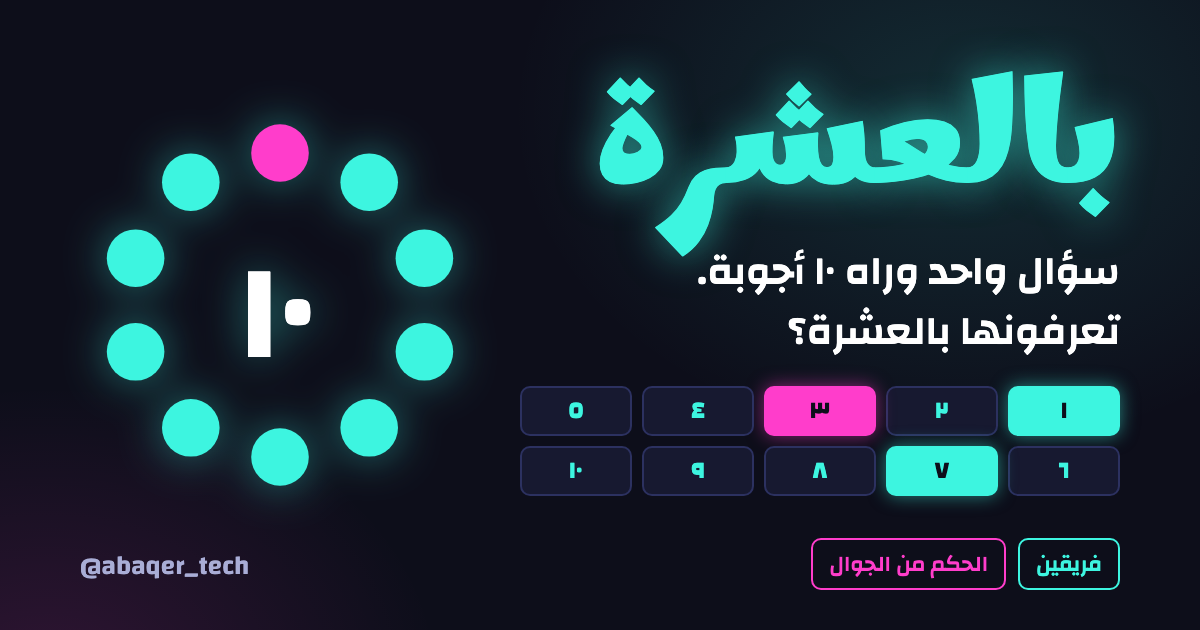 بالعشرة
سؤال واحد وراه ١٠ أجوبة.
تعرفونها بالعشرة؟
١٠
١ ٢ ٣ ٤ ٥
٦ ٧ ٨ ٩ ١٠
فريقين الحكم من الجوال
@abaqer_tech